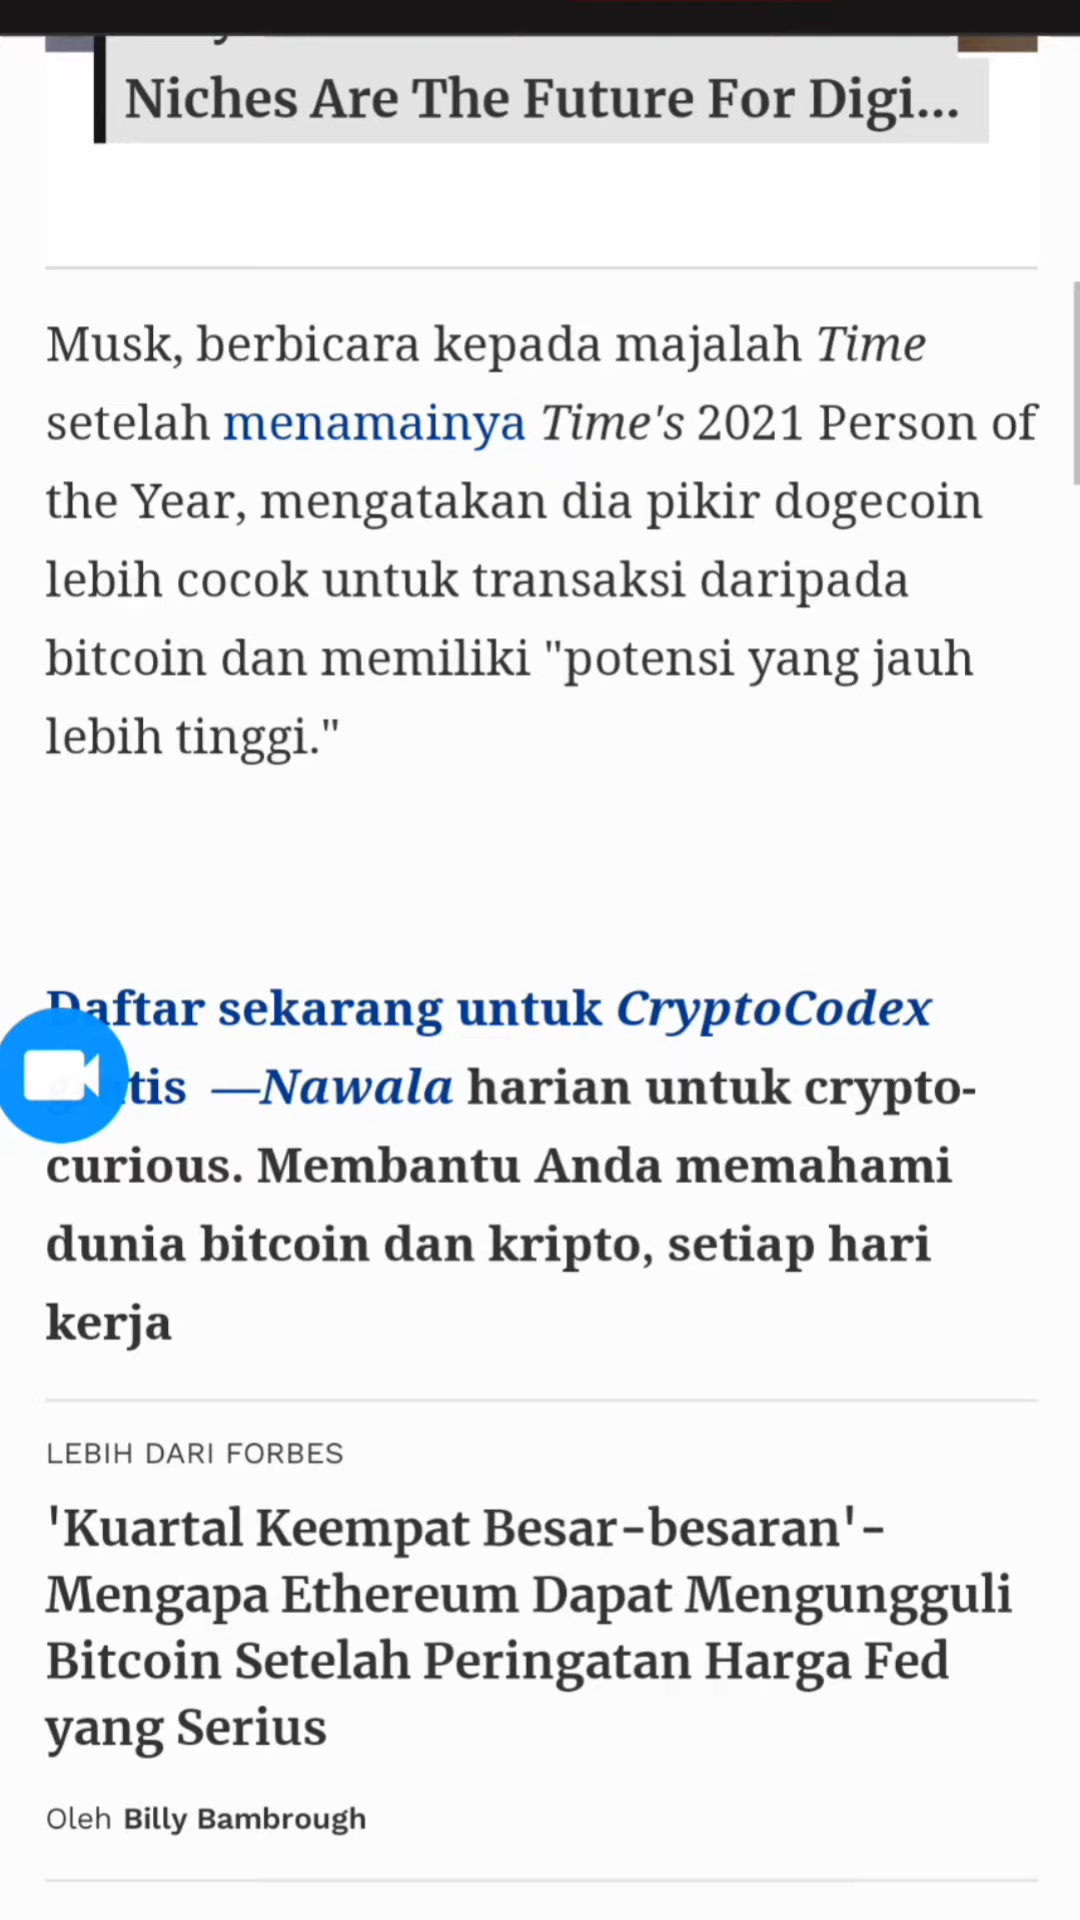 Niches Are The Future For Digi...
Musk, berbicara kepada majalah Time
setelah menamainya Time's 2021 Person of
the Year, mengatakan dia pikir dogecoin
lebih cocok untuk transaksi daripada
bitcoin dan memiliki "potensi yang jauh
lebih tinggi."
Daftar sekarang untuk CryptoCodex
—Nawala harian untuk crypto-
curious. Membantu Anda memahami
dunia bitcoin dan kripto, setiap hari
kerja
LEBIH DARI FORBES
'Kuartal Keempat Besar-besaran'-
Mengapa Ethereum Dapat Mengungguli
Bitcoin Setelah Peringatan Harga Fed
yang Serius
Oleh Billy Bambrough